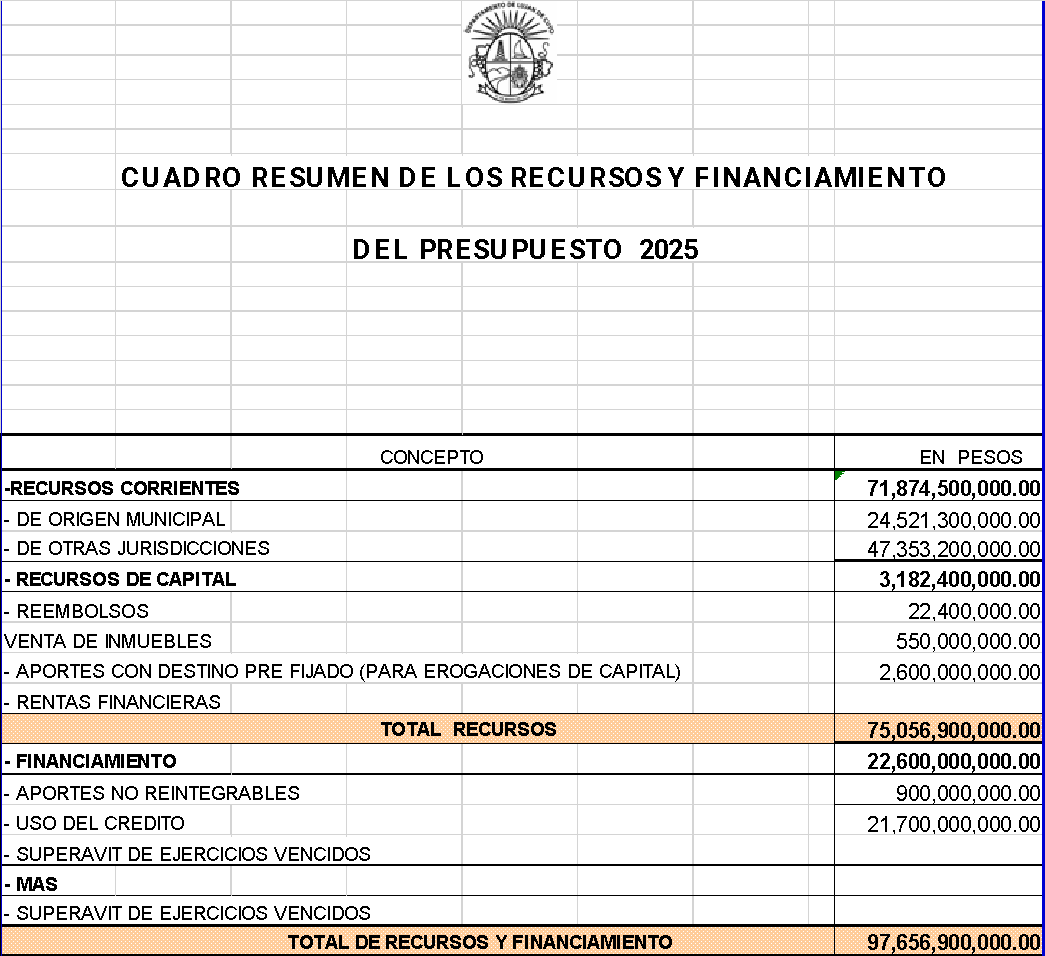 DEPARTAMENTO DE LUJAN DE CUYO
CUADRO RESUMEN DE LOS RECURSOS Y FINANCIAMIENTO
DEL PRESUPUESTO 2025
CONCEPTO EN PESOS
-RECURSOS CORRIENTES 71,874,500,000.00
- DE ORIGEN MUNICIPAL 24,521,300,000.00
- DE OTRAS JURISDICCIONES 47,353,200,000.00
- RECURSOS DE CAPITAL 3,182,400,000.00
- REEMBOLSOS 22,400,000.00
VENTA DE INMUEBLES 550,000,000.00
- APORTES CON DESTINO PRE FIJADO (PARA EROGACIONES DE CAPITAL) 2,600,000,000.00
- RENTAS FINANCIERAS
TOTAL RECURSOS 75,056,900,000.00
- FINANCIAMIENTO 22,600,000,000.00
- APORTES NO REINTEGRABLES 900,000,000.00
- USO DEL CREDITO 21,700,000,000.00
- SUPERAVIT DE EJERCICIOS VENCIDOS
- MAS
- SUPERAVIT DE EJERCICIOS VENCIDOS
TOTAL DE RECURSOS Y FINANCIAMIENTO 97,656,900,000.00